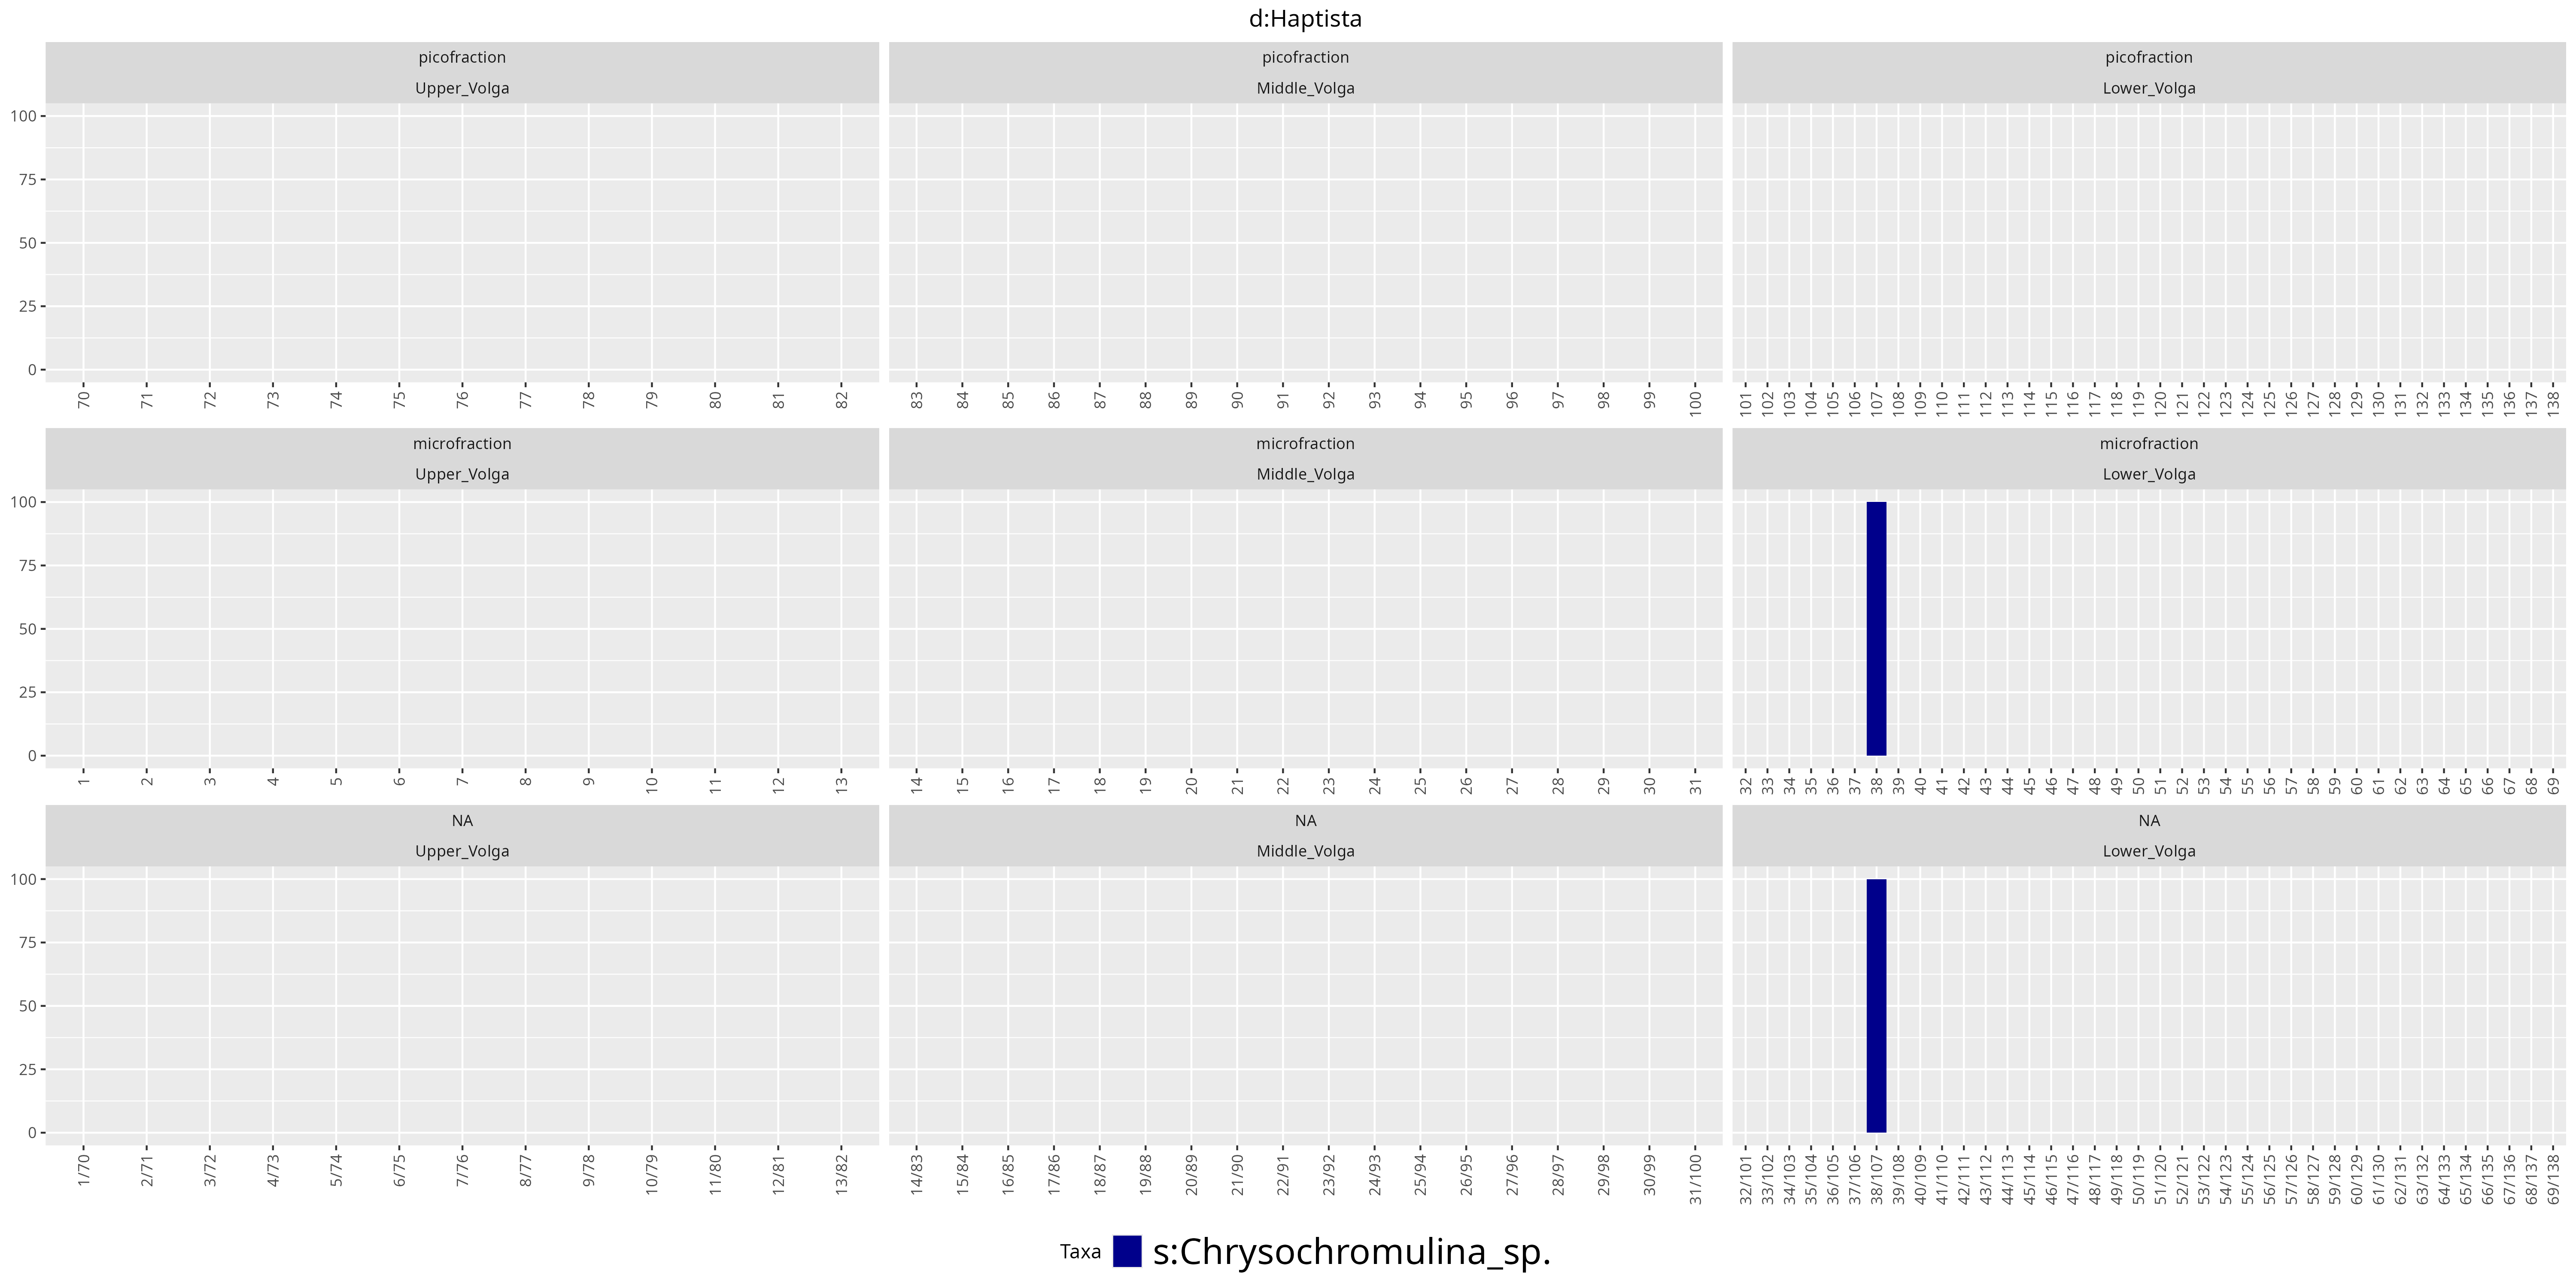 d:Haptista
picofraction picofraction picofraction
Upper_Volga Middle_Volga Lower_Volga
100
75
50
25
0
70 71 72 73 74 75 76 77 78 79 80 81 82 83 84 85 86 87 88 89 90 91 92 93 94 95 96 97 98 99 100 101 102 103 104 105 106 107 108 109 110 111 112 113 114 115 116 117 118 119 120 121 122 123 124 125 126 127 128 129 130 131 132 133 134 135 136 137 138
microfraction microfraction microfraction
Upper_Volga Middle_Volga Lower_Volga
100
75
50
25
0
1 2 3 4 5 6 7 8 9 10 11 12 13 14 15 16 17 18 19 20 21 22 23 24 25 26 27 28 29 30 31 32 33 34 35 36 37 38 39 40 41 42 43 44 45 46 47 48 49 50 51 52 53 54 55 56 57 58 59 60 61 62 63 64 65 66 67 68 69
NA NA NA
Upper_Volga Middle_Volga Lower_Volga
100
75
50
25
0
1/70 2/71 3/72 4/73 5/74 6/75 7/76 8/77 9/78 10/79 11/80 12/81 13/82 14/83 15/84 16/85 17/86 18/87 19/88 20/89 21/90 22/91 23/92 24/93 25/94 26/95 27/96 28/97 29/98 30/99 31/100 32/101 33/102 34/103 35/104 36/105 37/106 38/107 39/108 40/109 41/110 42/111 43/112 44/113 45/114 46/115 47/116 48/117 49/118 50/119 51/120 52/121 53/122 54/123 55/124 56/125 57/126 58/127 59/128 60/129 61/130 62/131 63/132 64/133 65/134 66/135 67/136 68/137 69/138
Taxa s:Chrysochromulina_sp.